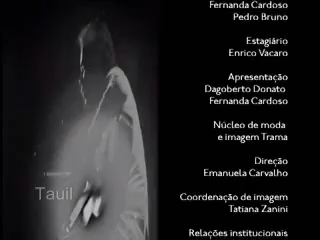 Fernanda Cardoso
Pedro Bruno
Estagiário
Enrico Vacaro
Apresentação
Dagoberto Donato
Fernanda Cardoso
Núcleo de moda
e imagem Trama
Direção
Emanuela Carvalho
Coordenação de imagem
Tatiana Zanini
Relações institucionais
Tauil